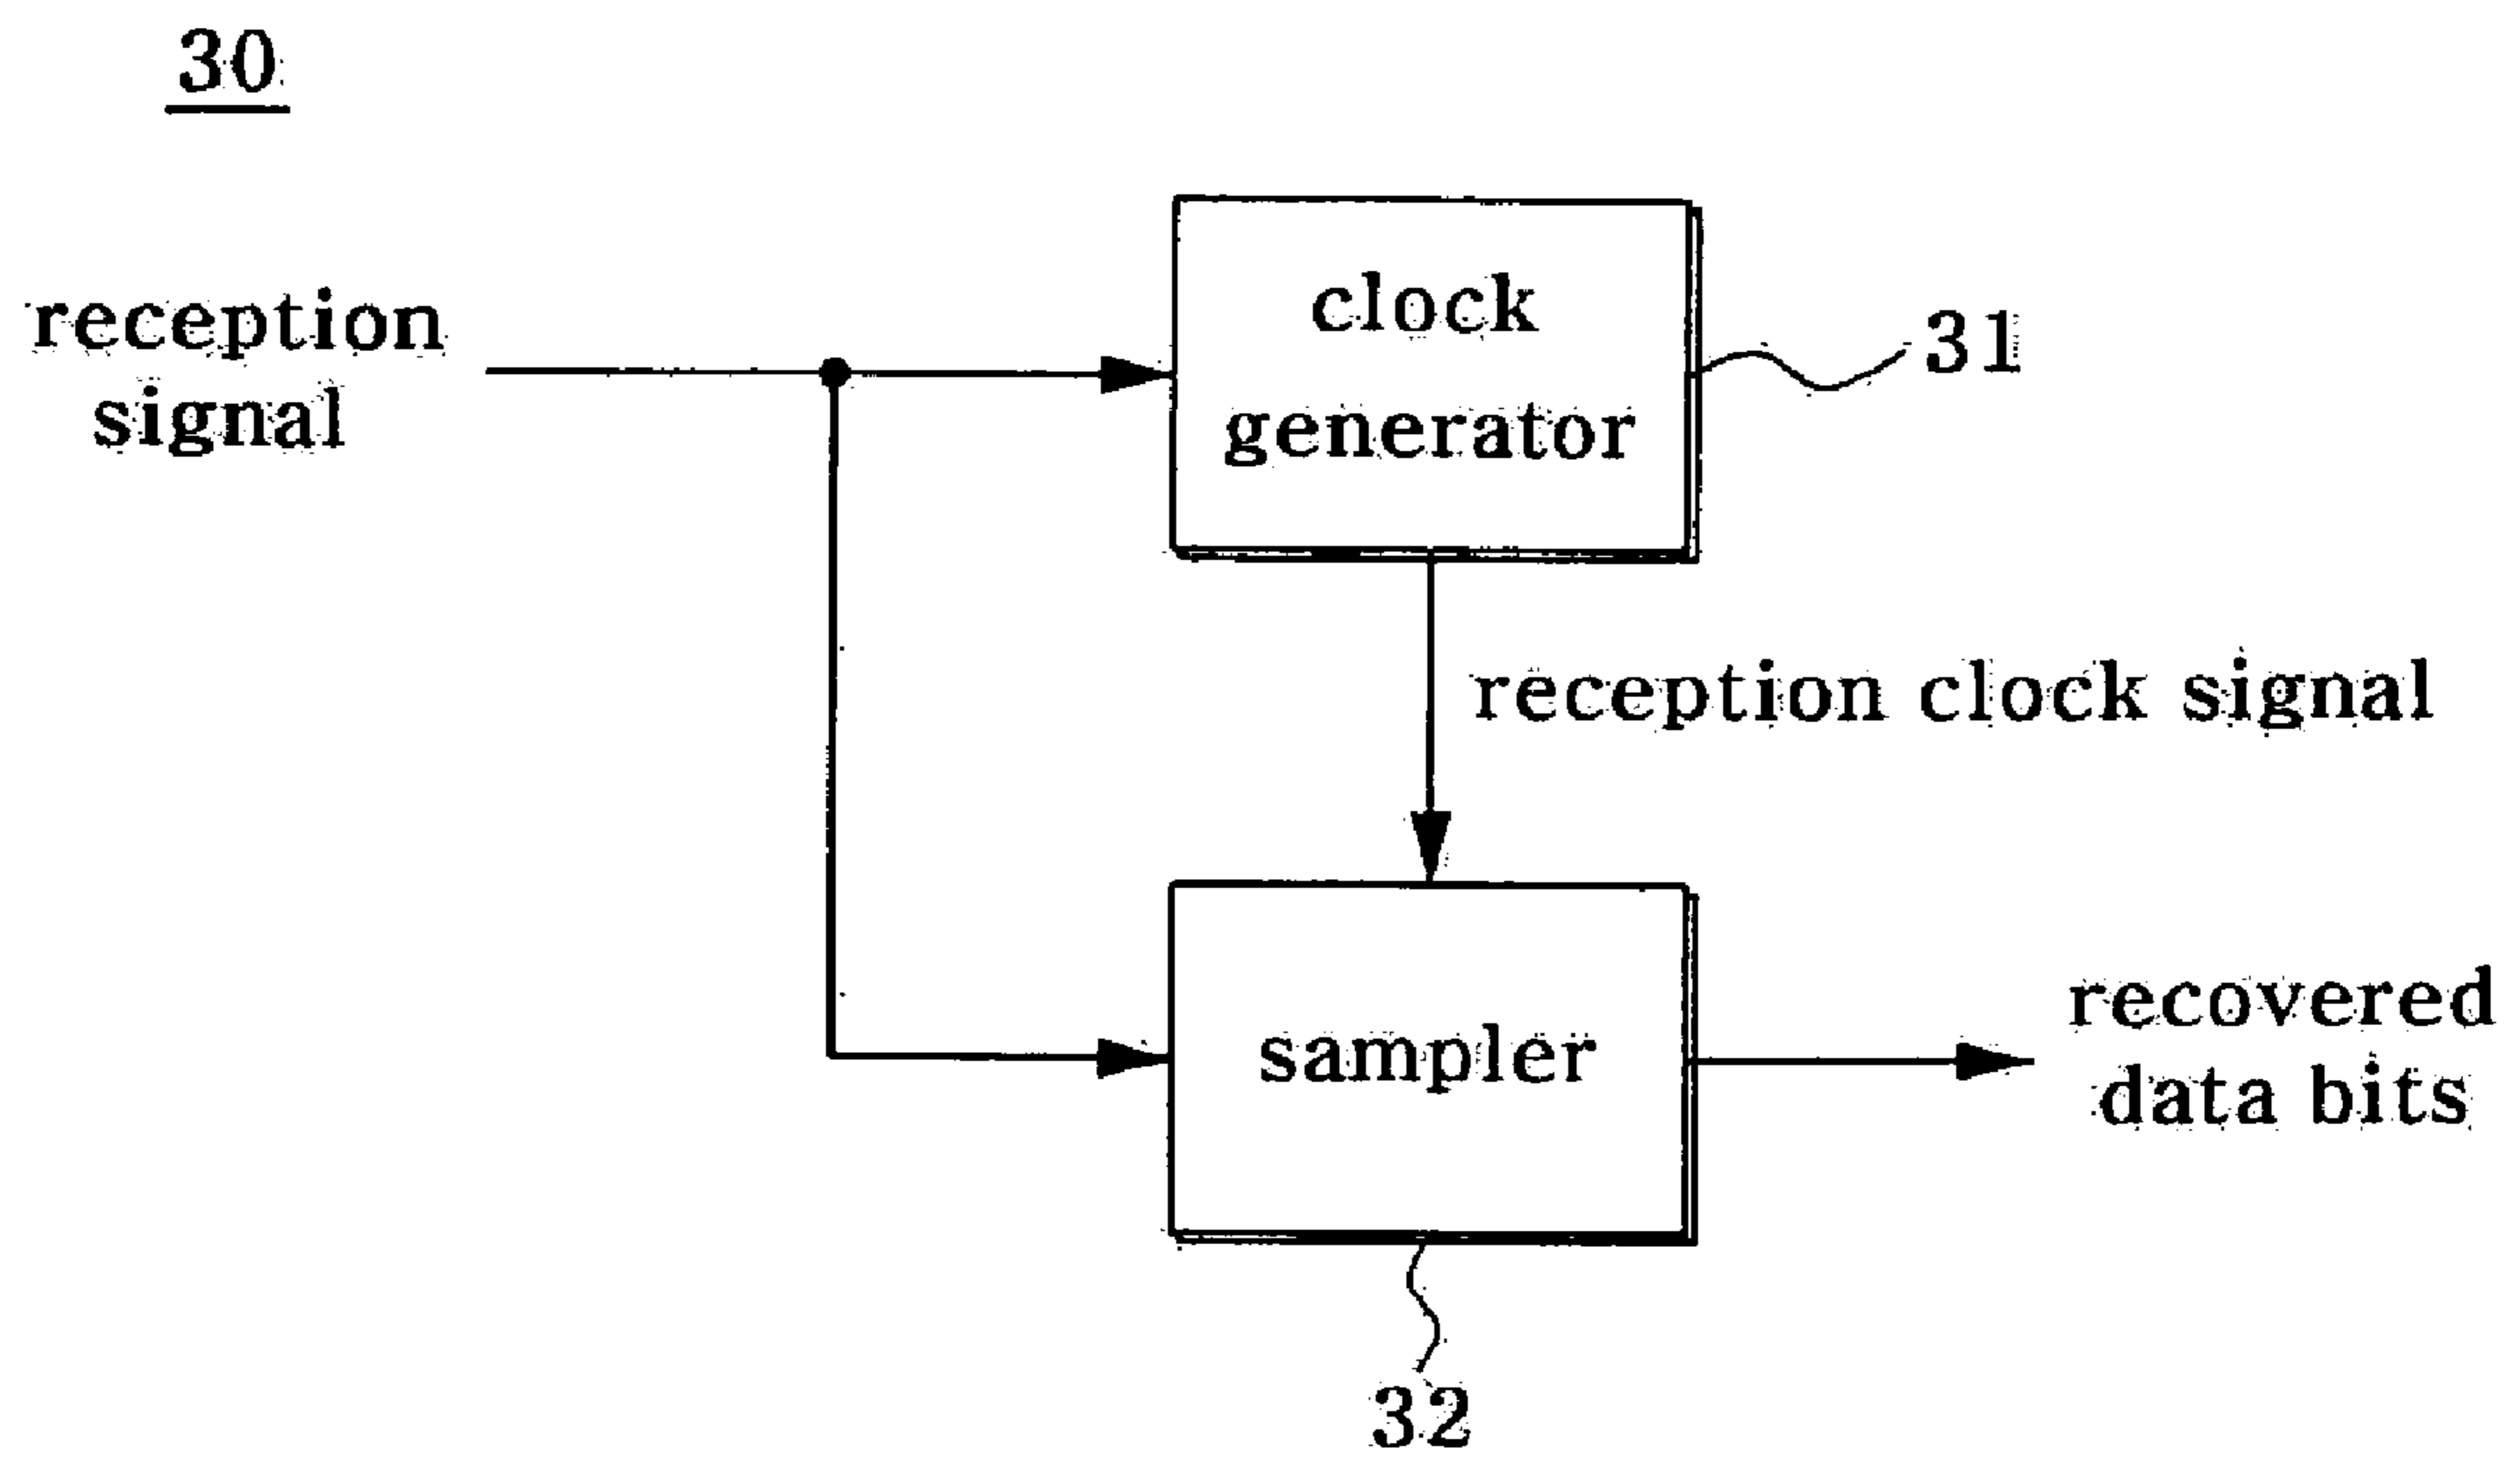 30
reception
signal
clock
generator
31
reception clock signal
sampler
recovered
data bits
32